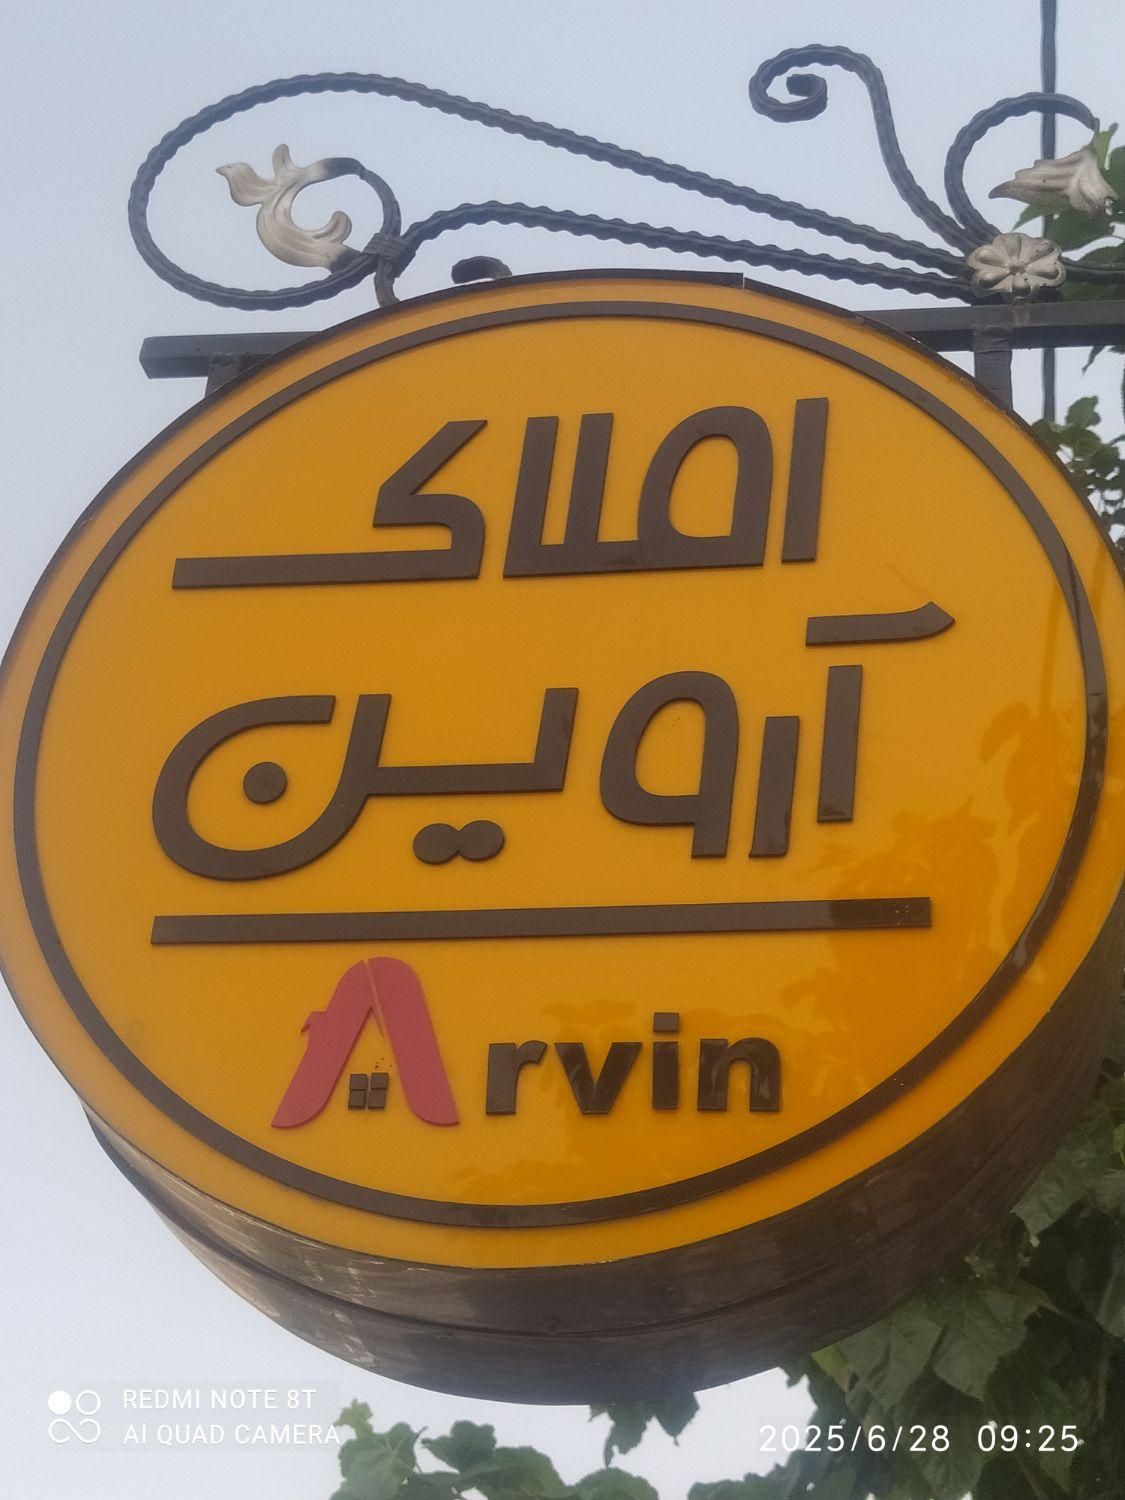 املاک
آروین
Arvin
REDMI NOTE 8T
AI QUAD CAMERA
2025/6/28 09:25